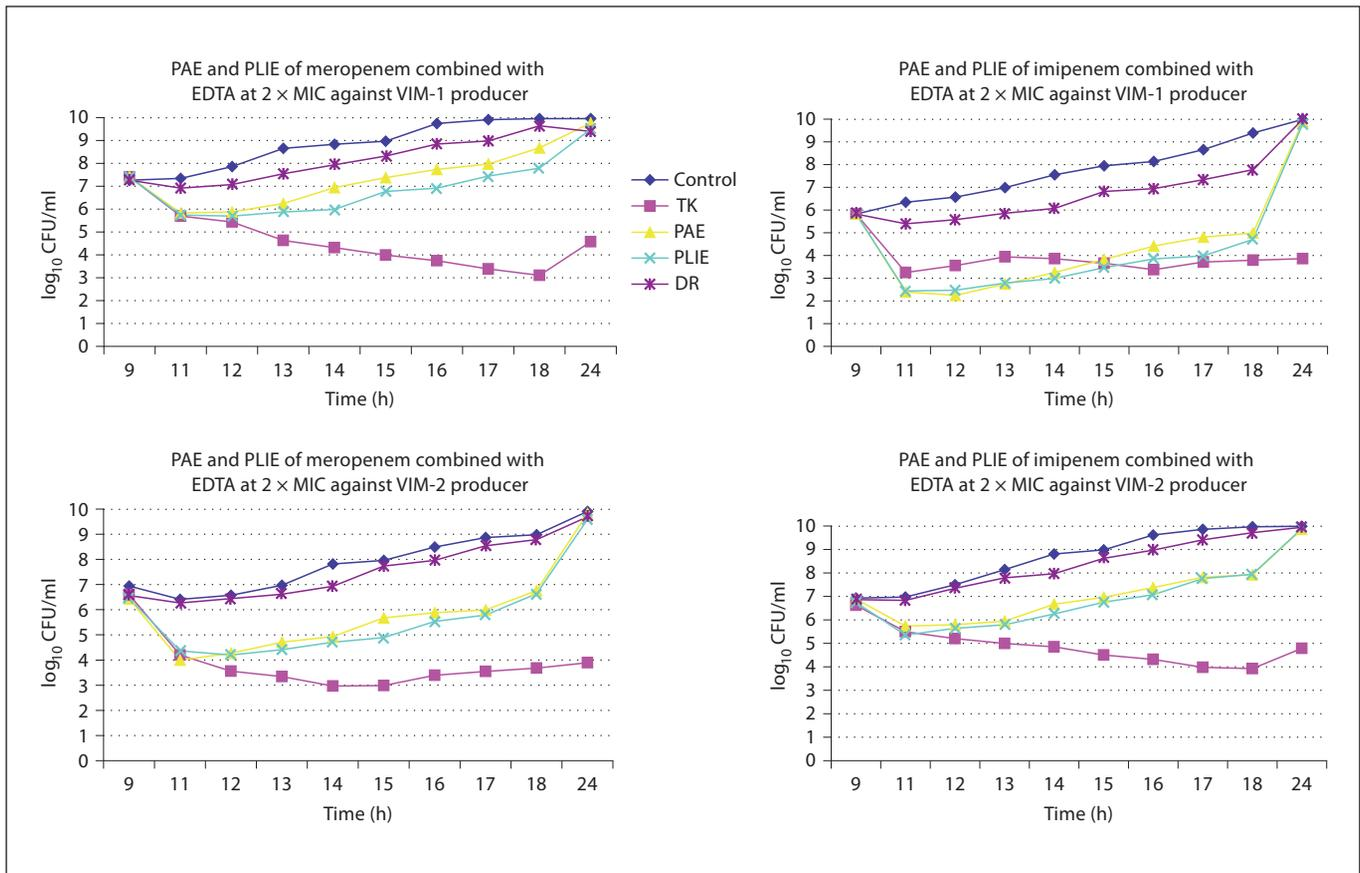 PAE and PLIE of meropenem combined with
EDTA at 2 × MIC against VIM-1 producer
10
9
8
7
6
5
4
3
2
1
0
log10 CFU/ml
9 11 12 13 14 15 16 17 18 24
Time (h)
Control
TK
PAE
PLIE
DR
PAE and PLIE of imipenem combined with
EDTA at 2 × MIC against VIM-1 producer
10
9
8
7
6
5
4
3
2
1
0
log10 CFU/ml
9 11 12 13 14 15 16 17 18 24
Time (h)
PAE and PLIE of meropenem combined with
EDTA at 2 × MIC against VIM-2 producer
10
9
8
7
6
5
4
3
2
1
0
log10 CFU/ml
9 11 12 13 14 15 16 17 18 24
Time (h)
PAE and PLIE of imipenem combined with
EDTA at 2 × MIC against VIM-2 producer
10
9
8
7
6
5
4
3
2
1
0
log10 CFU/ml
9 11 12 13 14 15 16 17 18 24
Time (h)